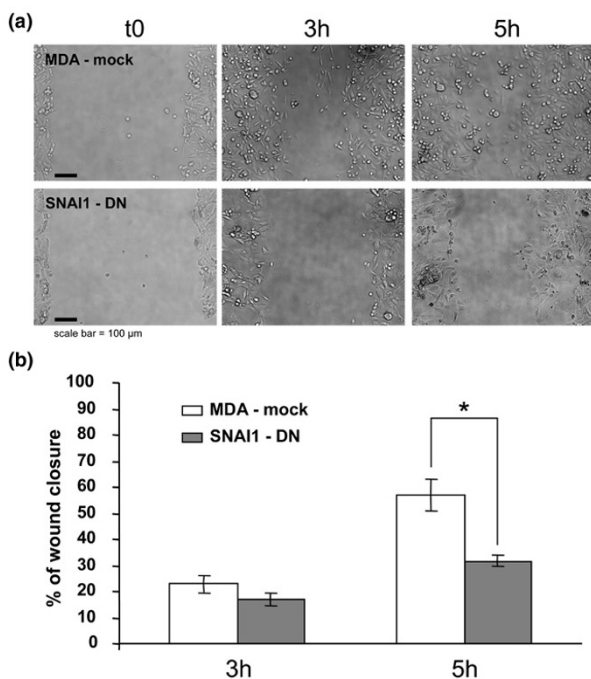 (a)
t0 3h 5h
MDA - mock
SNAI1 - DN
scale bar = 100 µm
(b)
100
90
80
70
60
50
40
30
20
10
0
% of wound closure
MDA - mock
SNAI1 - DN
*
3h 5h